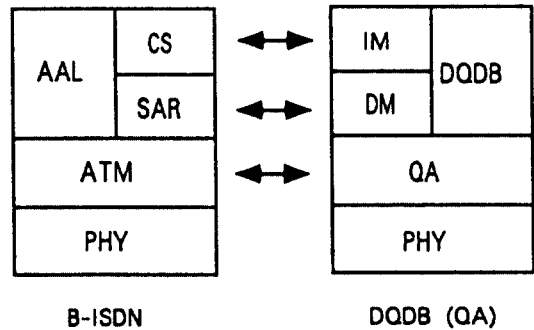 AAL
CS
SAR
ATM
PHY
B-ISDN
IM
DM
DQDB
QA
PHY
DQDB (QA)